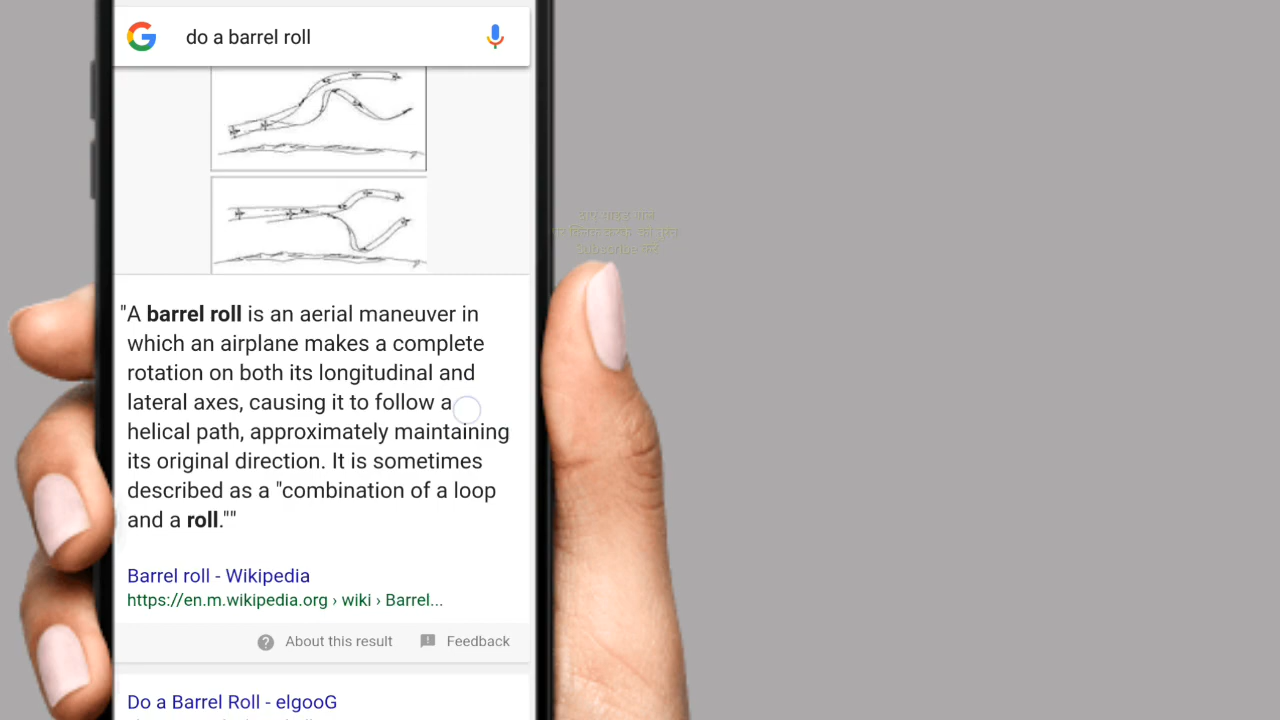 do a barrel roll
"A barrel roll is an aerial maneuver in
which an airplane makes a complete
rotation on both its longitudinal and
lateral axes, causing it to follow a
helical path, approximately maintaining
its original direction. It is sometimes
described as a "combination of a loop
and a roll.""
Barrel roll - Wikipedia
https://en.m.wikipedia.org › wiki › Barrel...
About this result
Feedback
Do a Barrel Roll - elgooG
Subscribe करें